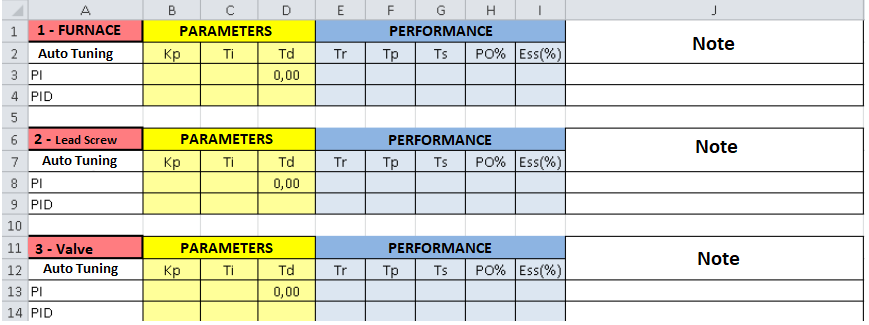 A B C D E F G H I J
1 1 - FURNACE PARAMETERS PERFORMANCE Note
2 Auto Tuning Kp Ti Td Tr Tp Ts PO% Ess(%)
3 PI 0,00
4 PID
5
6 2 - Lead Screw PARAMETERS PERFORMANCE Note
7 Auto Tuning Kp Ti Td Tr Tp Ts PO% Ess(%)
8 PI 0,00
9 PID
10
11 3 - Valve PARAMETERS PERFORMANCE Note
12 Auto Tuning Kp Ti Td Tr Tp Ts PO% Ess(%)
13 PI 0,00
14 PID